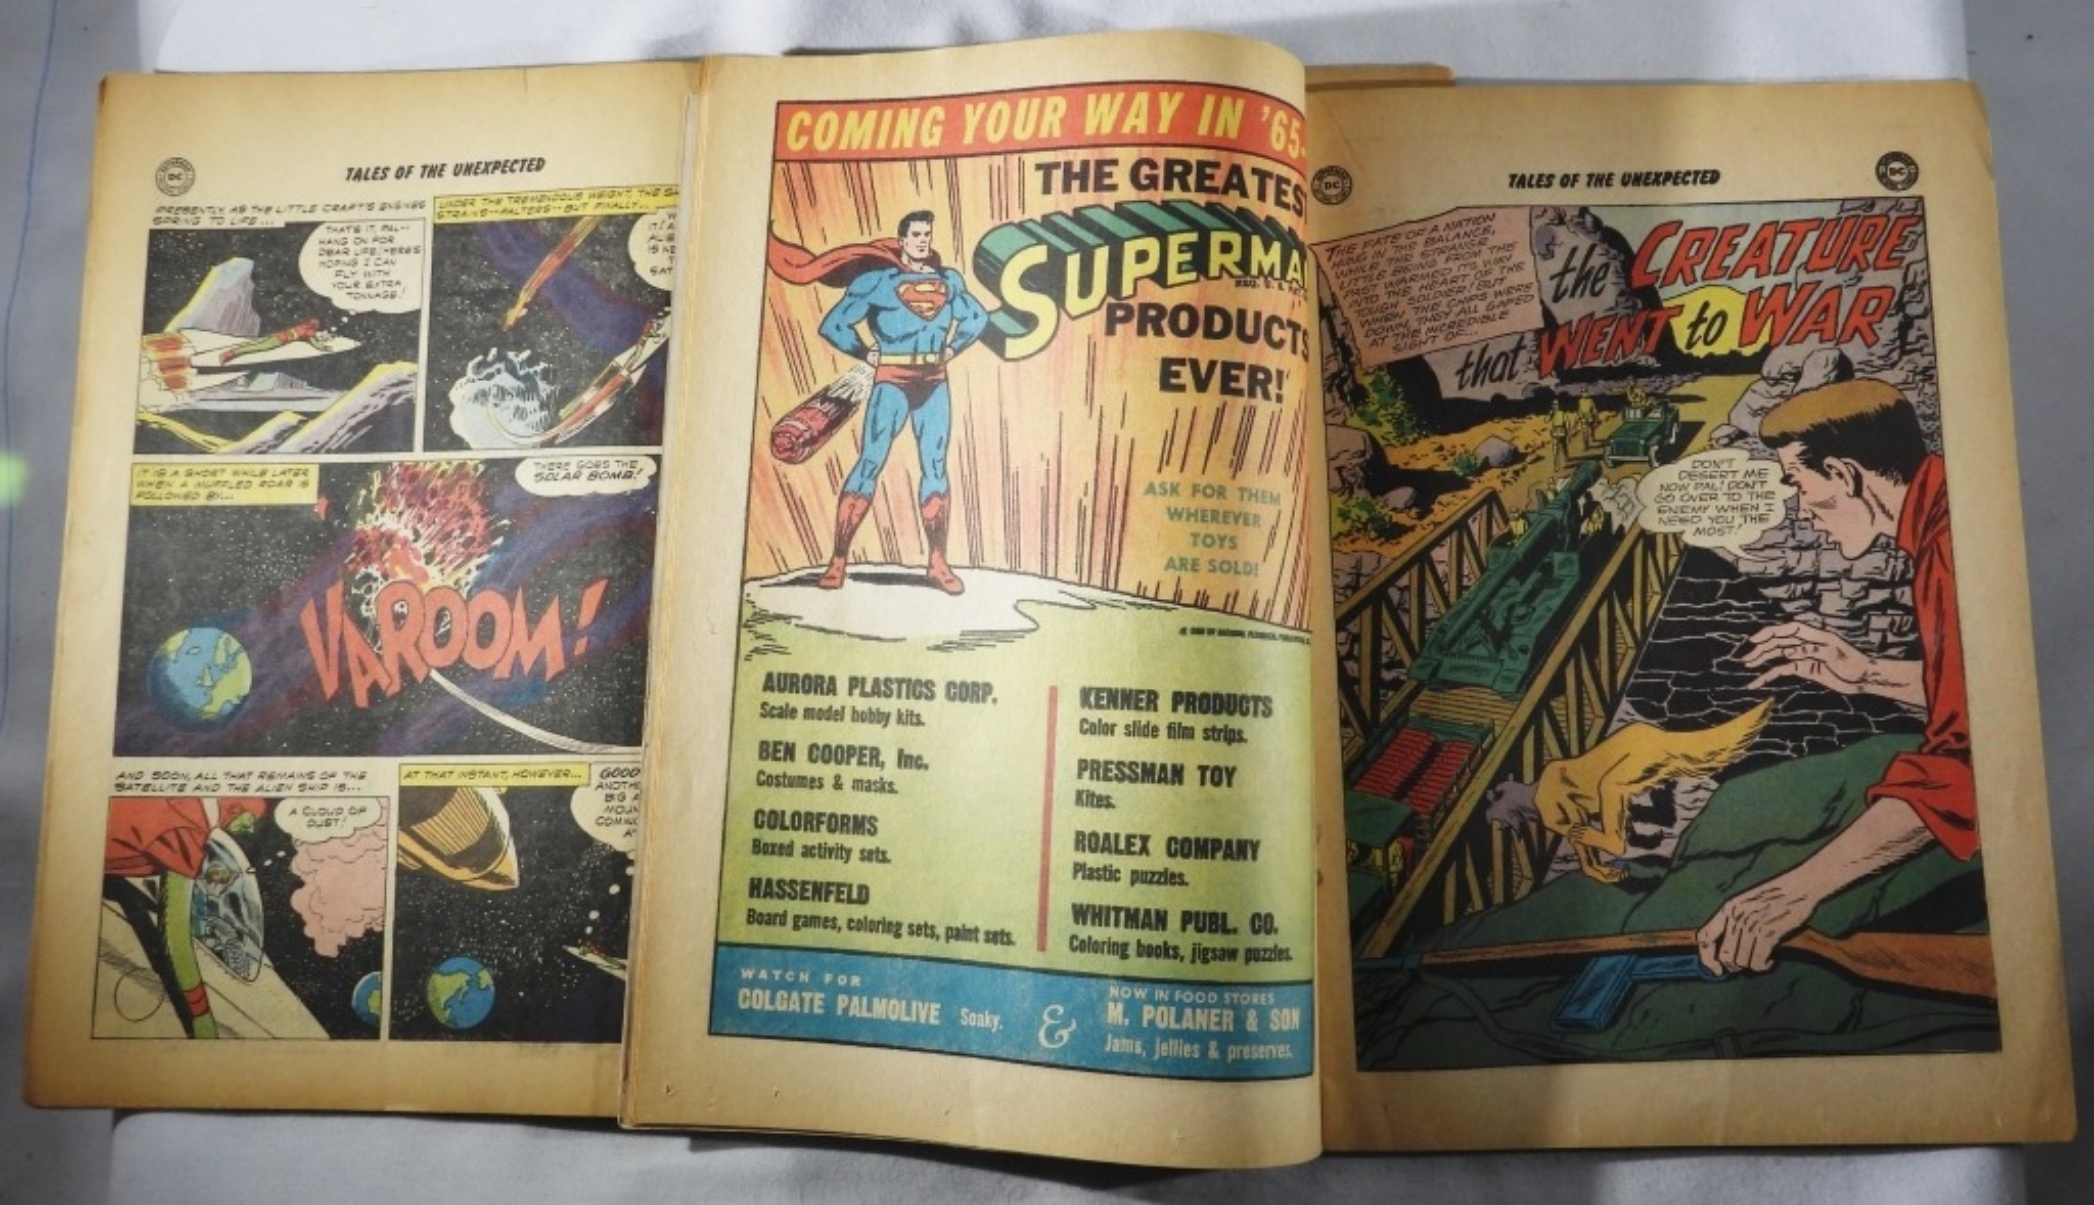 TALES OF THE UNEXPECTED
PRESENTLY, AS THE LITTLE CRAFT'S ENGINES
SPRING TO LIFE...
THAT'S IT, PAL--
HANG ON FOR
DEAR LIFE! HERE'S
HOPING I CAN
FLY WITH
YOUR EXTRA
TONNAGE!
UNDER THE TREMENDOUS WEIGHT, THE
STRAINS--FALTERS--BUT FINALLY...
IT IS A SHORT WHILE LATER
WHEN A MUFFLED ROAR IS
FOLLOWED BY...
THERE GOES THE
SOLAR BOMB!
VAROOM!
AND SOON, ALL THAT REMAINS OF THE
SATELLITE AND THE ALIEN SHIP IS...
A CLOUD OF
DUST!
AT THAT INSTANT, HOWEVER...
COMING YOUR WAY IN '65-
THE GREATES
SUPERMA
PRODUCTS
EVER!
ASK FOR THEM
WHEREVER
TOYS
ARE SOLD!
AURORA PLASTICS CORP.
Scale model hobby kits.
BEN COOPER, Inc.
Costumes & masks.
COLORFORMS
Boxed activity sets.
HASSENFELD
Board games, coloring sets, paint sets.
KENNER PRODUCTS
Color slide film strips.
PRESSMAN TOY
Kites.
ROALEX COMPANY
Plastic puzzles.
WHITMAN PUBL. CO.
Coloring books, jigsaw puzzles.
WATCH FOR
COLGATE PALMOLIVE Soaky.
&
NOW IN FOOD STORES
M. POLANER & SON
Jams, jellies & preserves.
DC
TALES OF THE UNEXPECTED
DC
THE FATE OF A NATION
HUNG IN THE BALANCE,
WHILE THE STRANGE
LITTLE BEING FROM THE
PAST WARMED ITS WAY
INTO THE HEART OF THE
TOUGH SOLDIER! BUT
WHEN THE CHIPS WERE
DOWN, THEY ALL GAPED
AT THE INCREDIBLE
SIGHT OF...
the CREATURE
that WENT to WAR
DON'T
DESERT ME
NOW PAL! DON'T
GO OVER TO THE
ENEMY WHEN I
NEED YOU THE
MOST!